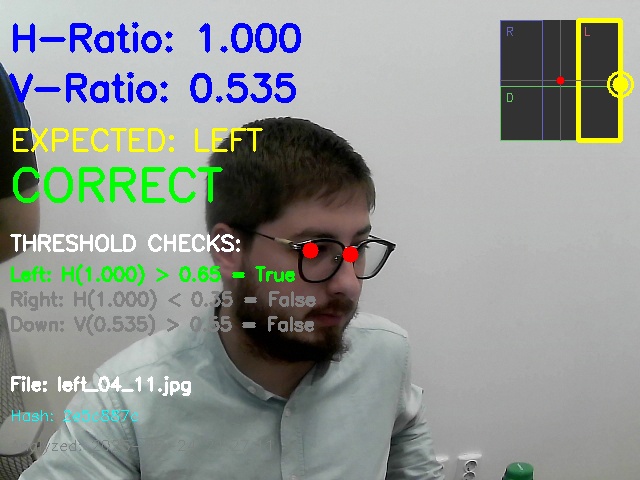 H-Ratio: 1.000
V-Ratio: 0.535
EXPECTED: LEFT
CORRECT
THRESHOLD CHECKS:
Left: H(1.000) > 0.65 = True
Right: H(1.000) < 0.35 = False
Down: V(0.535) > 0.55 = False
File: left_04_11.jpg
Hash:
R
L
D